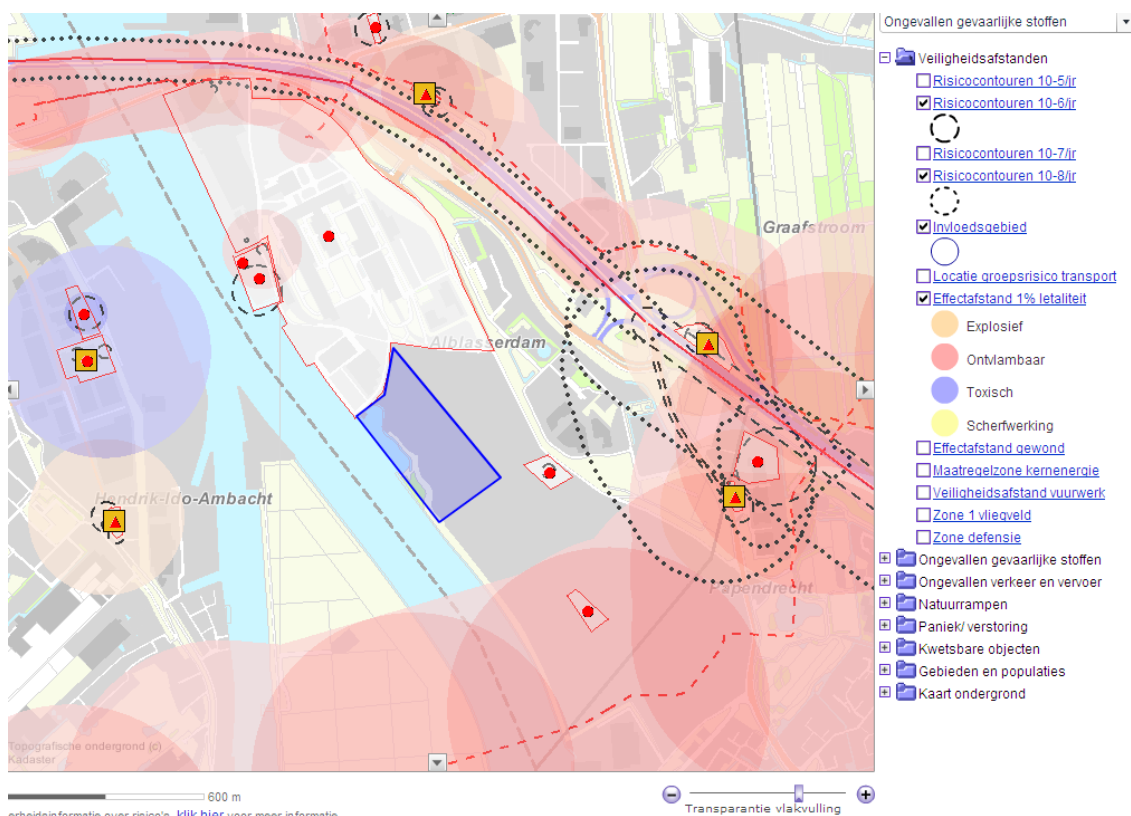 Ongevallen gevaarlijke stoffen
Veiligheidsafstanden
Risicocontouren 10-5/jr
Risicocontouren 10-6/jr
Risicocontouren 10-7/jr
Risicocontouren 10-8/jr
Invloedsgebied
Locatie groepsrisico transport
Effectafstand 1% letaliteit
Explosief
Ontvlambaar
Toxisch
Scherfwerking
Effectafstand gewond
Maatregelzone kernenergie
Veiligheidsafstand vuurwerk
Zone 1 vliegveld
Zone defensie
Ongevallen gevaarlijke stoffen
Ongevallen verkeer en vervoer
Natuurrampen
Paniek/ verstoring
Kwetsbare objecten
Gebieden en populaties
Kaart ondergrond
Graafstroom
Alblasserdam
Hendrik-Ido-Ambacht
Papendrecht
Topografische ondergrond (c)
Kadaster
600 m
Transparantie vlakvulling
klik hier voor meer informatie